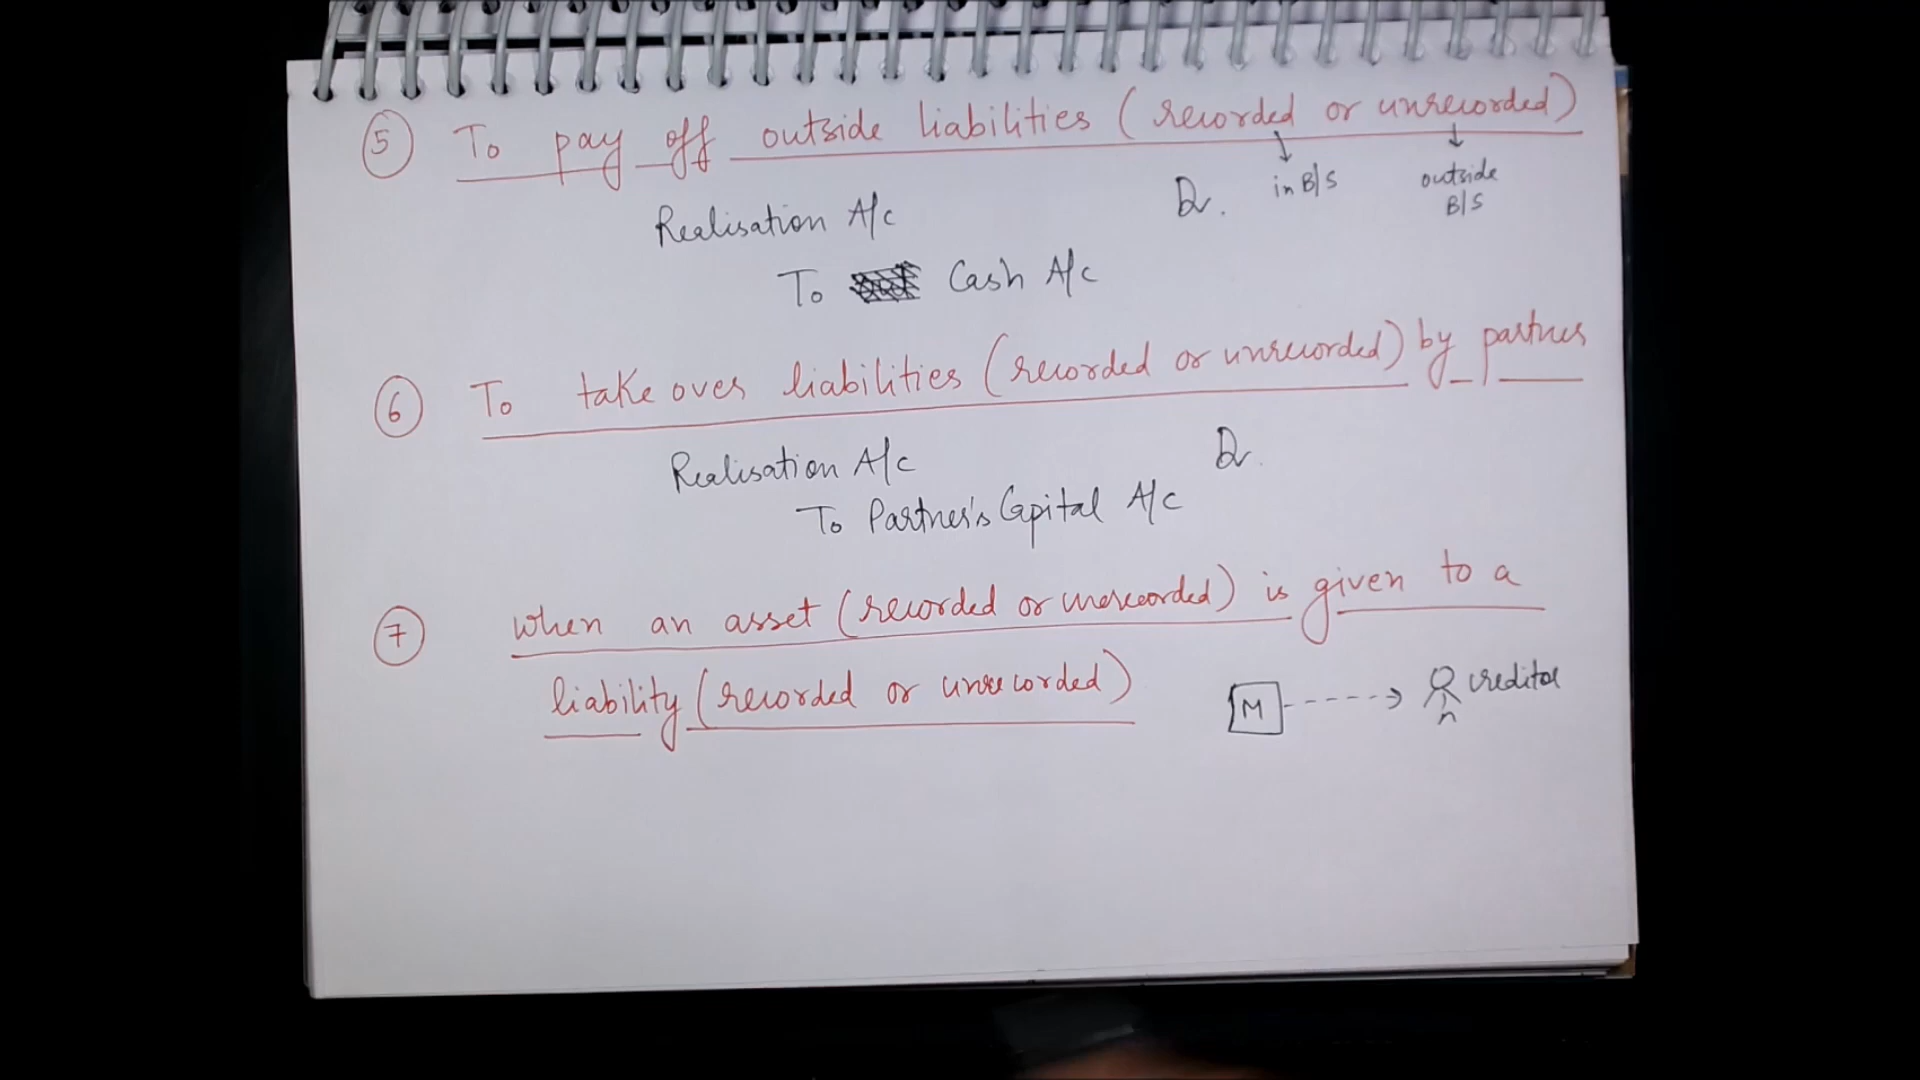 5 To pay off outside liabilities (recorded or unrecorded)
in B/S
outside B/S
Realisation A/c Dr.
To Cash A/c
6 To take over liabilities (recorded or unrecorded) by partner
Realisation A/c Dr.
To Partner's Capital A/c
7 When an asset (recorded or unrecorded) is given to a
liability (recorded or unrecorded)
M creditor